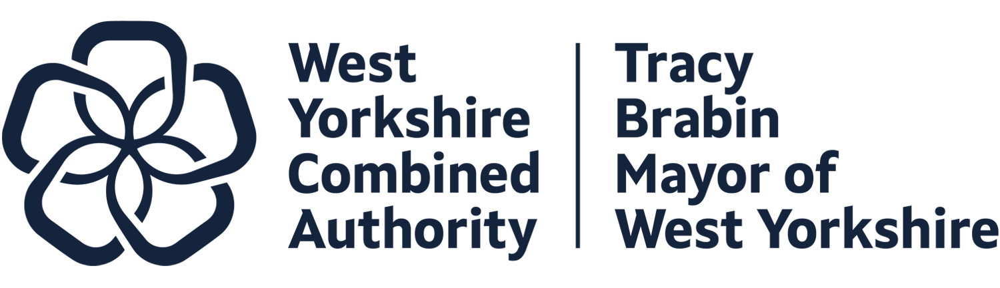 West
Yorkshire
Combined
Authority
Tracy
Brabin
Mayor of
West Yorkshire